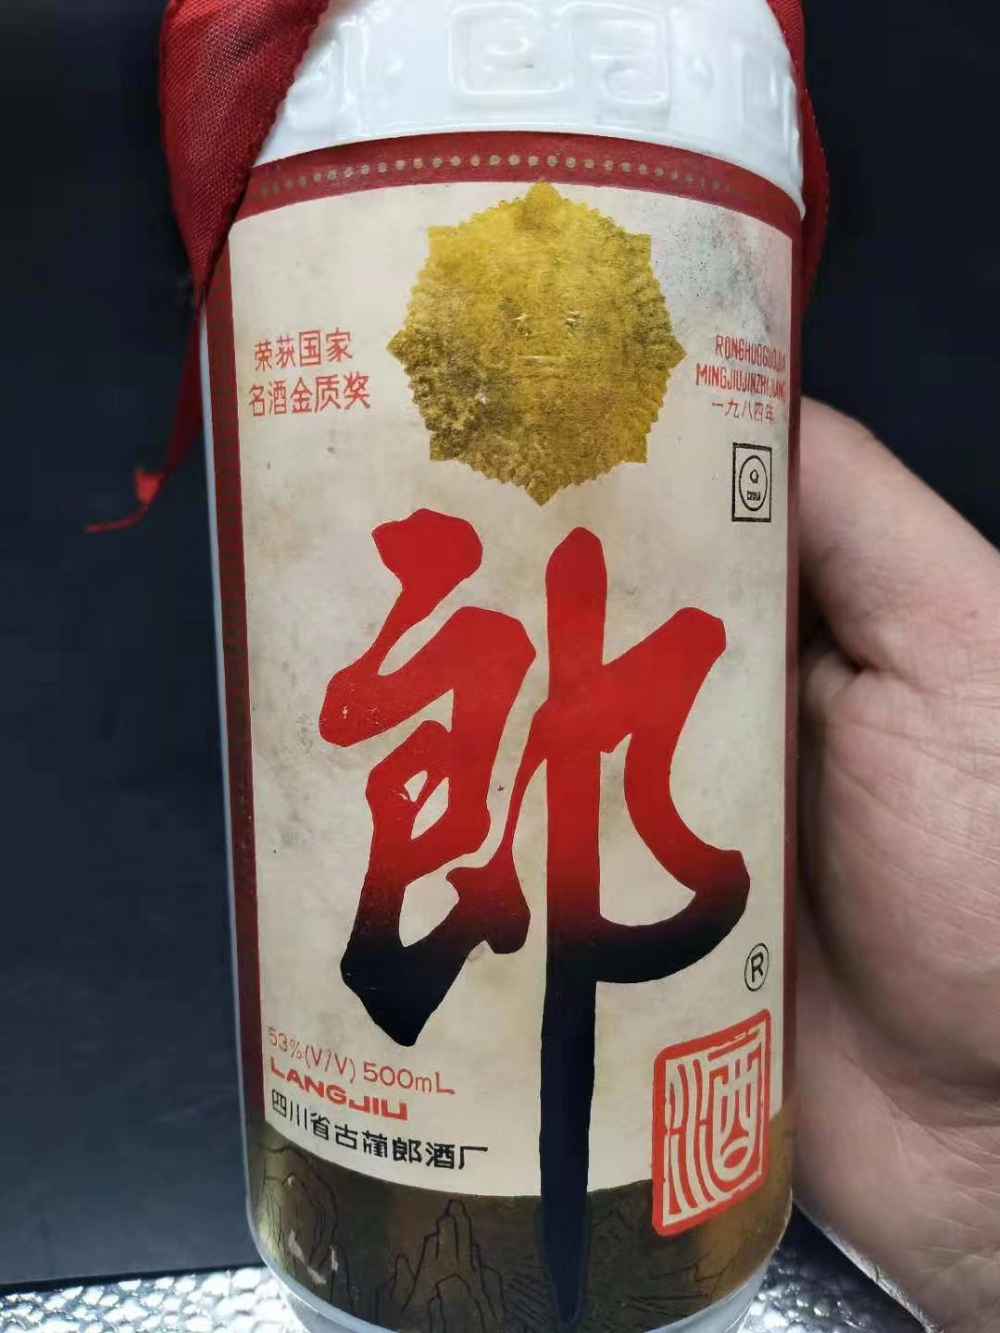 荣获国家
名酒金质奖
RONGHUOGUOJIA
MINGJIUJINZHIJIANG
一九八四年
郎
®
酒
53%(V/V) 500mL
LANGJIU
四川省古蔺郎酒厂